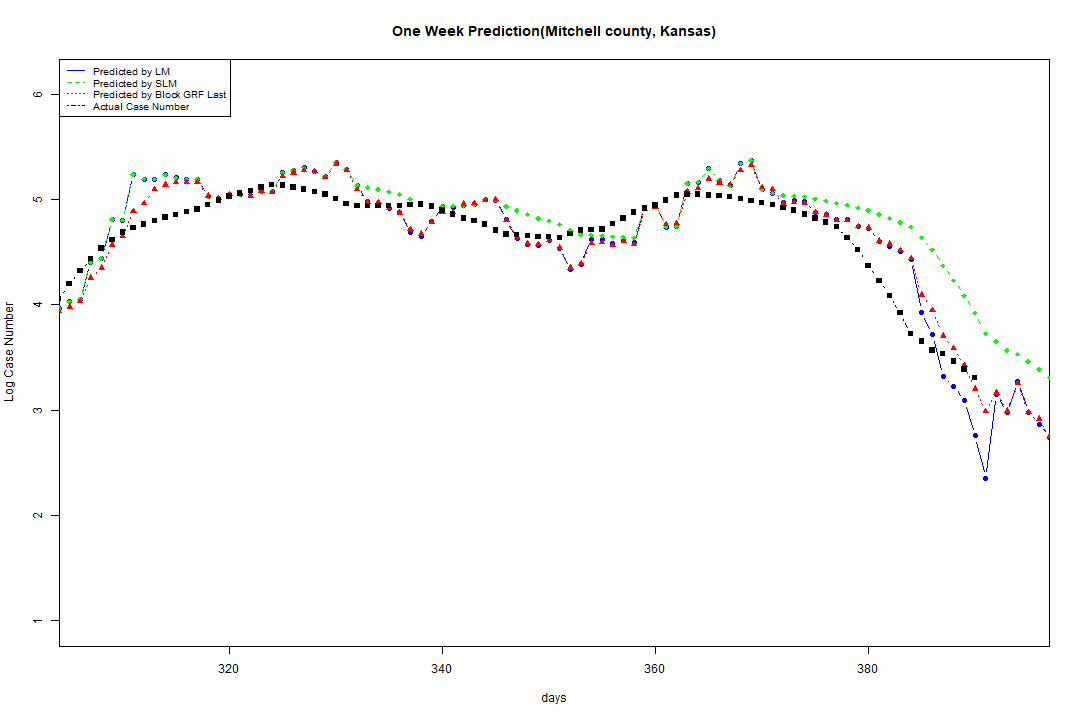 One Week Prediction(Mitchell county, Kansas)
Predicted by LM
Predicted by SLM
Predicted by Block GRF Last
Actual Case Number
6
5
4
3
2
1
Log Case Number
320 340 360 380
days